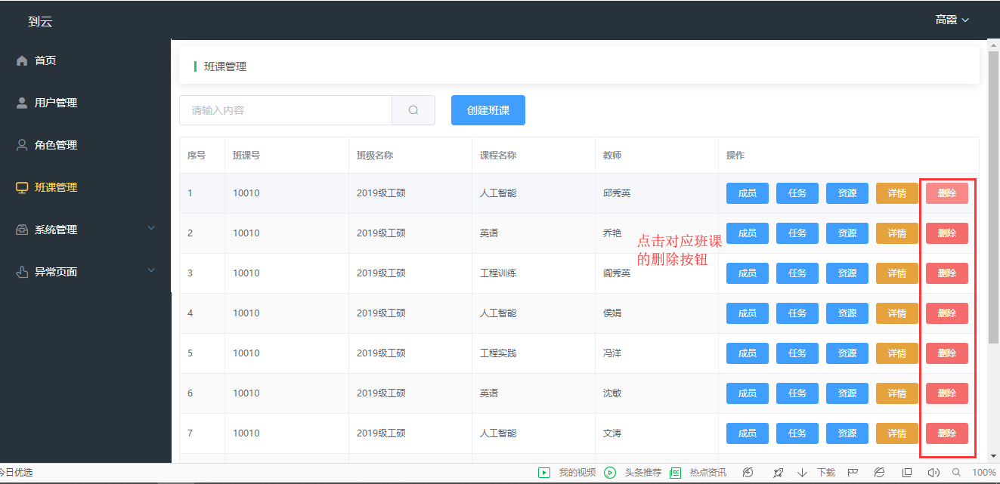 到云
高霞
首页
用户管理
角色管理
班课管理
系统管理
异常页面
班课管理
请输入内容
创建班课
序号 班课号 班级名称 课程名称 教师 操作
1 10010 2019级工硕 人工智能 邱秀英 成员 任务 资源 详情 删除
2 10010 2019级工硕 英语 乔艳 成员 任务 资源 详情 删除
点击对应班课
的删除按钮
3 10010 2019级工硕 工程训练 阎秀英 成员 任务 资源 详情 删除
4 10010 2019级工硕 人工智能 侯娟 成员 任务 资源 详情 删除
5 10010 2019级工硕 工程实践 冯洋 成员 任务 资源 详情 删除
6 10010 2019级工硕 英语 沈敏 成员 任务 资源 详情 删除
7 10010 2019级工硕 人工智能 文涛 成员 任务 资源 详情 删除
今日优选 我的视频 头条推荐 热点资讯 下载 100%